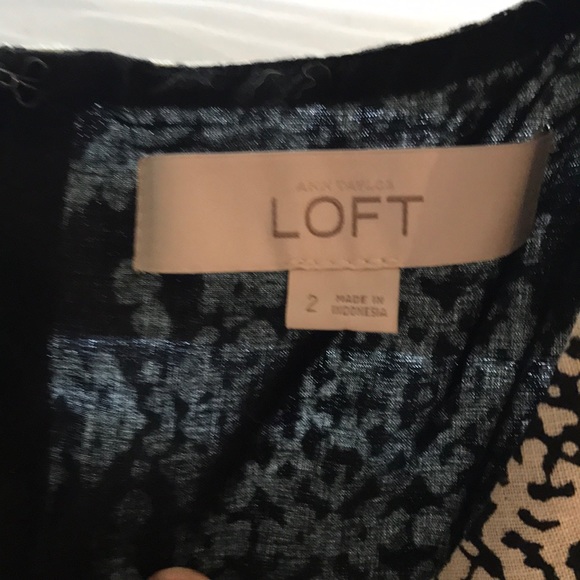 ANN TAYLOR
LOFT
2 MADE IN
INDONESIA